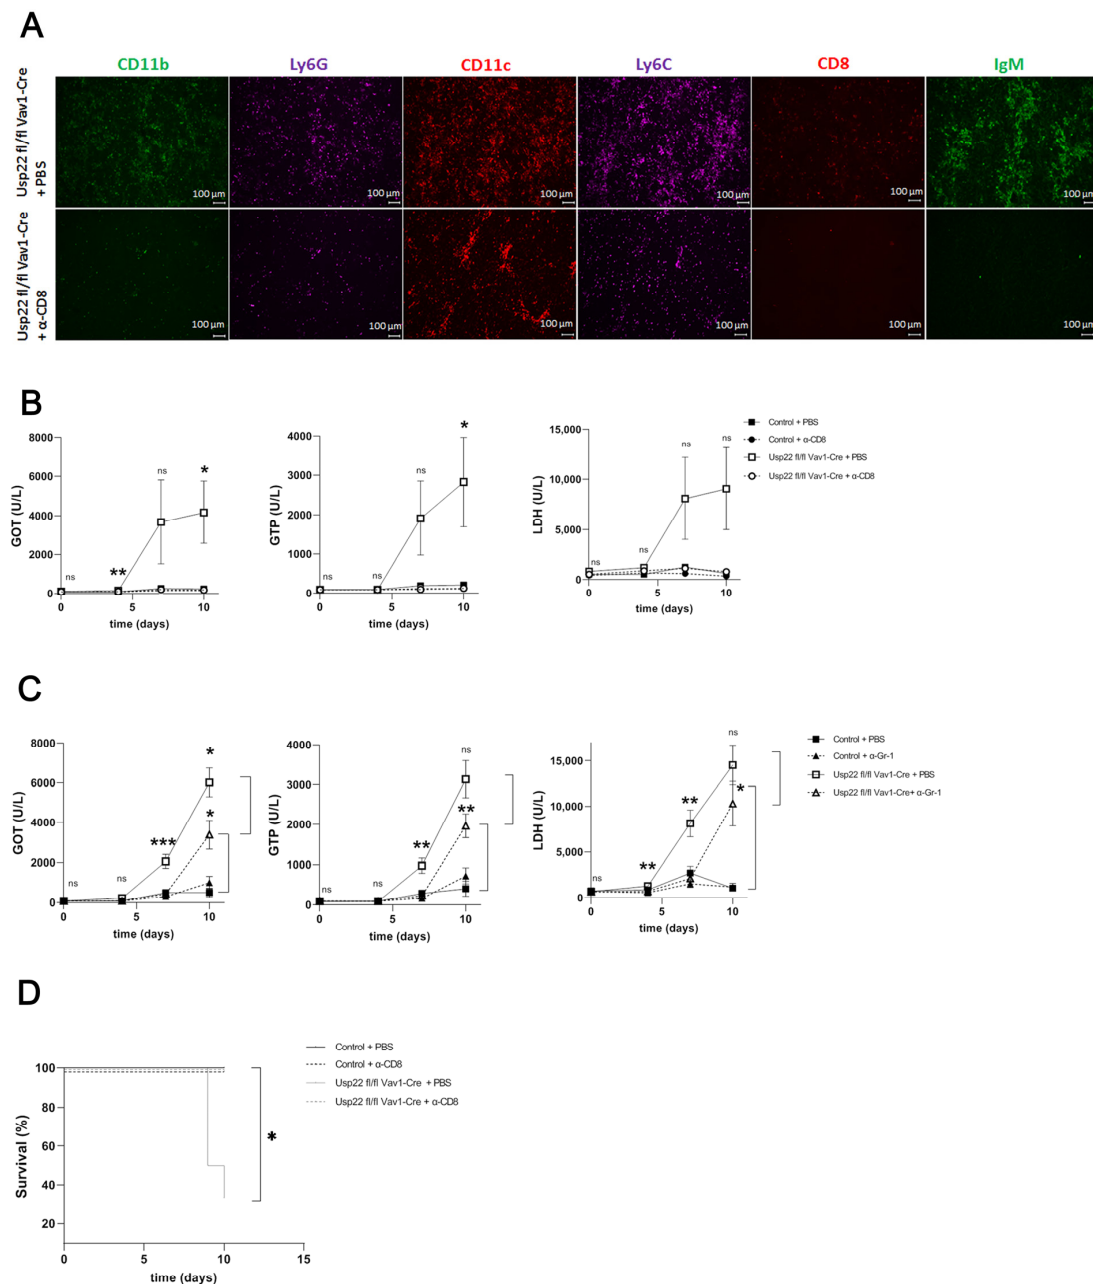 A
CD11b Ly6G CD11c Ly6C CD8 IgM
Usp22 fl/fl Vav1-Cre
+ PBS
100 µm 100 µm 100 µm 100 µm 100 µm 100 µm
Usp22 fl/fl Vav1-Cre
+ α-CD8
100 µm 100 µm 100 µm 100 µm 100 µm 100 µm
B
GOT (U/L)
8000
6000
4000
2000
0
ns
**
ns
*
0 5 10
time (days)
GTP (U/L)
4000
3000
2000
1000
0
ns
ns
ns
*
0 5 10
time (days)
LDH (U/L)
15,000
10,000
5,000
0
ns
ns
ns
ns
0 5 10
time (days)
Control + PBS
Control + α-CD8
Usp22 fl/fl Vav1-Cre + PBS
Usp22 fl/fl Vav1-Cre + α-CD8
C
GOT (U/L)
8000
6000
4000
2000
0
ns
ns
***
*
*
0 5 10
time (days)
GTP (U/L)
4000
3000
2000
1000
0
ns
ns
**
ns
**
0 5 10
time (days)
LDH (U/L)
15,000
10,000
5,000
0
ns
**
**
ns
*
0 5 10
time (days)
Control + PBS
Control + α-Gr-1
Usp22 fl/fl Vav1-Cre + PBS
Usp22 fl/fl Vav1-Cre+ α-Gr-1
D
Control + PBS
Control + α-CD8
Usp22 fl/fl Vav1-Cre + PBS
Usp22 fl/fl Vav1-Cre + α-CD8
Survival (%)
100
80
60
40
20
*
0 5 10 15
time (days)